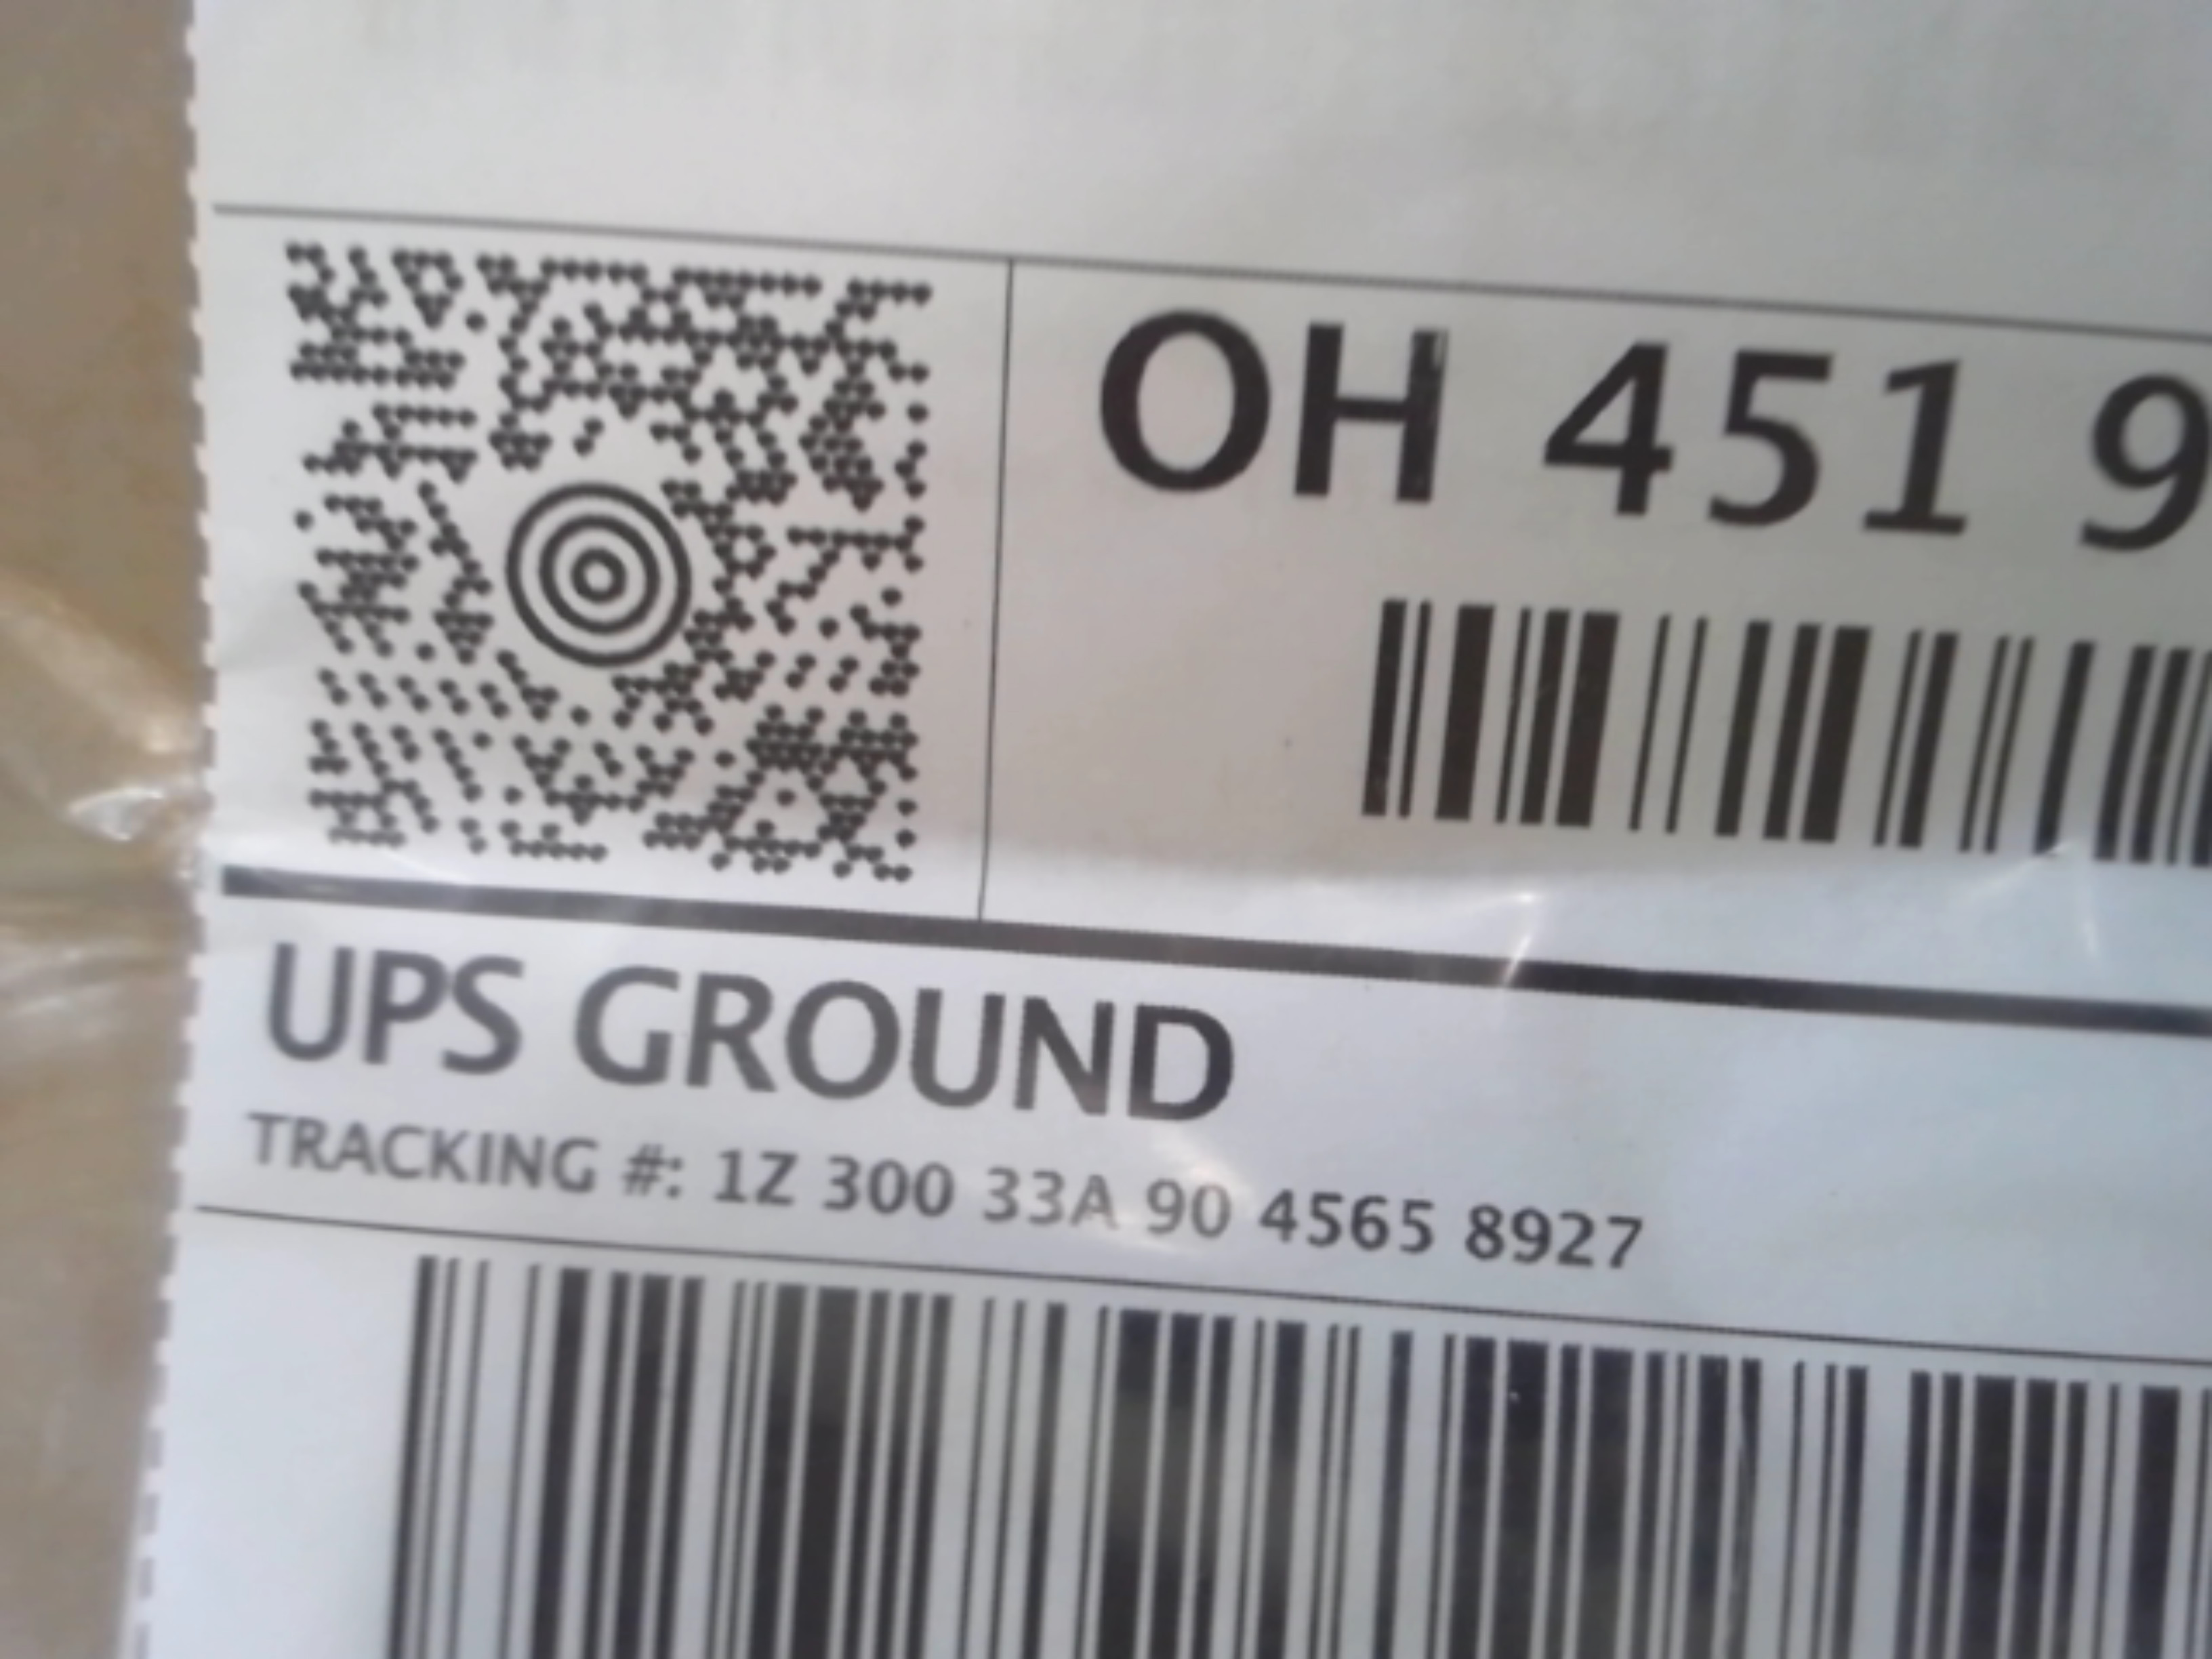 OH 451 9
UPS GROUND
TRACKING #: 1Z 300 33A 90 4565 8927